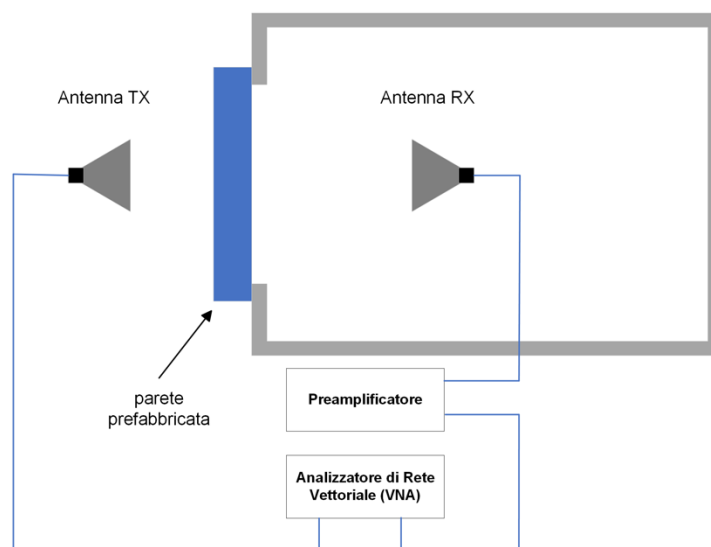 Antenna TX
Antenna RX
parete
prefabbricata
Preamplificatore
Analizzatore di Rete
Vettoriale (VNA)